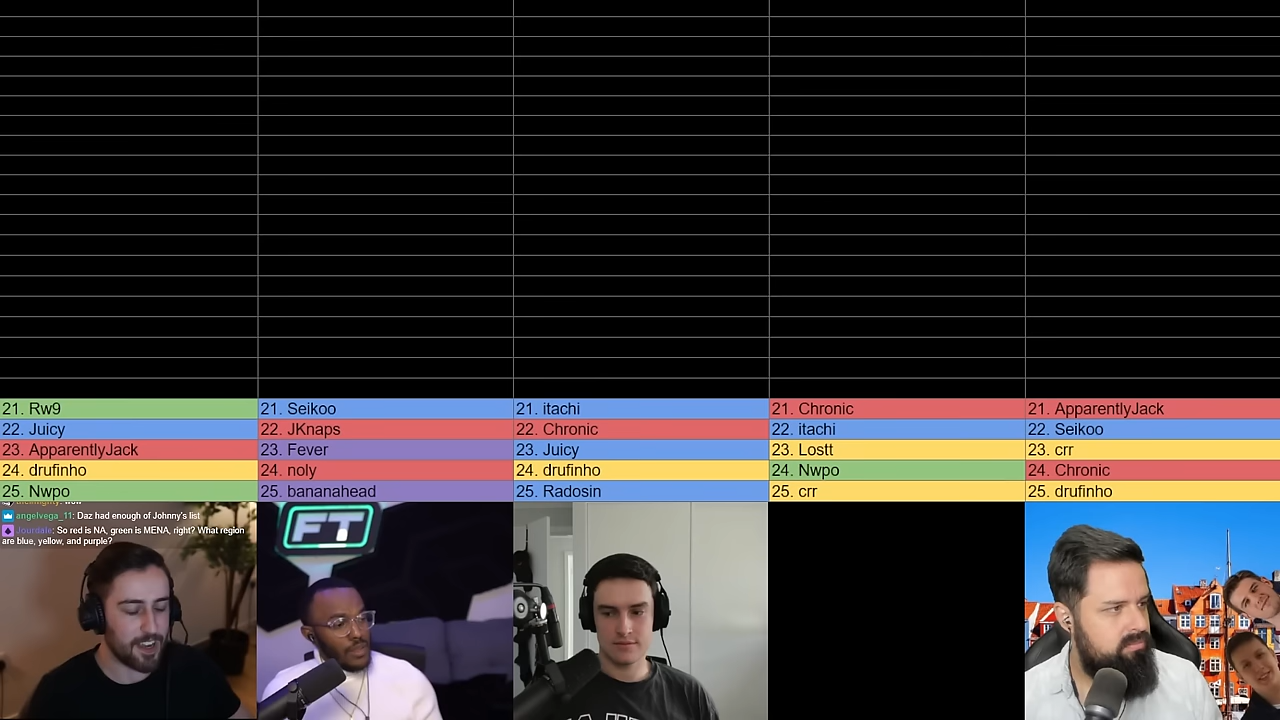 21. Rw9
22. Juicy
23. ApparentlyJack
24. drufinho
25. Nwpo
21. Seikoo
22. JKnaps
23. Fever
24. noly
25. bananahead
21. itachi
22. Chronic
23. Juicy
24. drufinho
25. Radosin
21. Chronic
22. itachi
23. Lostt
24. Nwpo
25. crr
21. ApparentlyJack
22. Seikoo
23. crr
24. Chronic
25. drufinho
angelvega_11: Daz had enough of Johnny's list
Jourdale: So red is NA, green is MENA, right? What region
are blue, yellow, and purple?
FT